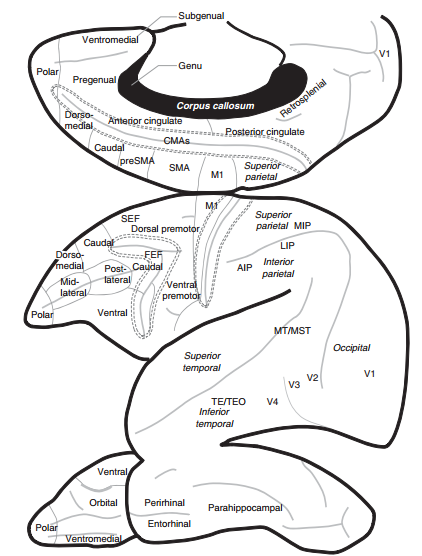 Subgenual
Ventromedial
V1
Genu
Polar
Pregenual
Corpus callosum
Retrosplenial
Dorso-
medial
Anterior cingulate
Posterior cingulate
CMAs
Caudal
preSMA
SMA
M1
Superior
parietal
M1
SEF
Dorsal premotor
Superior
parietal
MIP
Caudal
LIP
Dorso-
medial
FEF
Caudal
AIP
Interior
parietal
Post-
lateral
Mid-
lateral
Ventral
premotor
Polar
Ventral
MT/MST
Superior
temporal
Occipital
V3
V2
V1
TE/TEO
V4
Inferior
temporal
Ventral
Orbital
Perirhinal
Parahippocampal
Entorhinal
Polar
Ventromedial